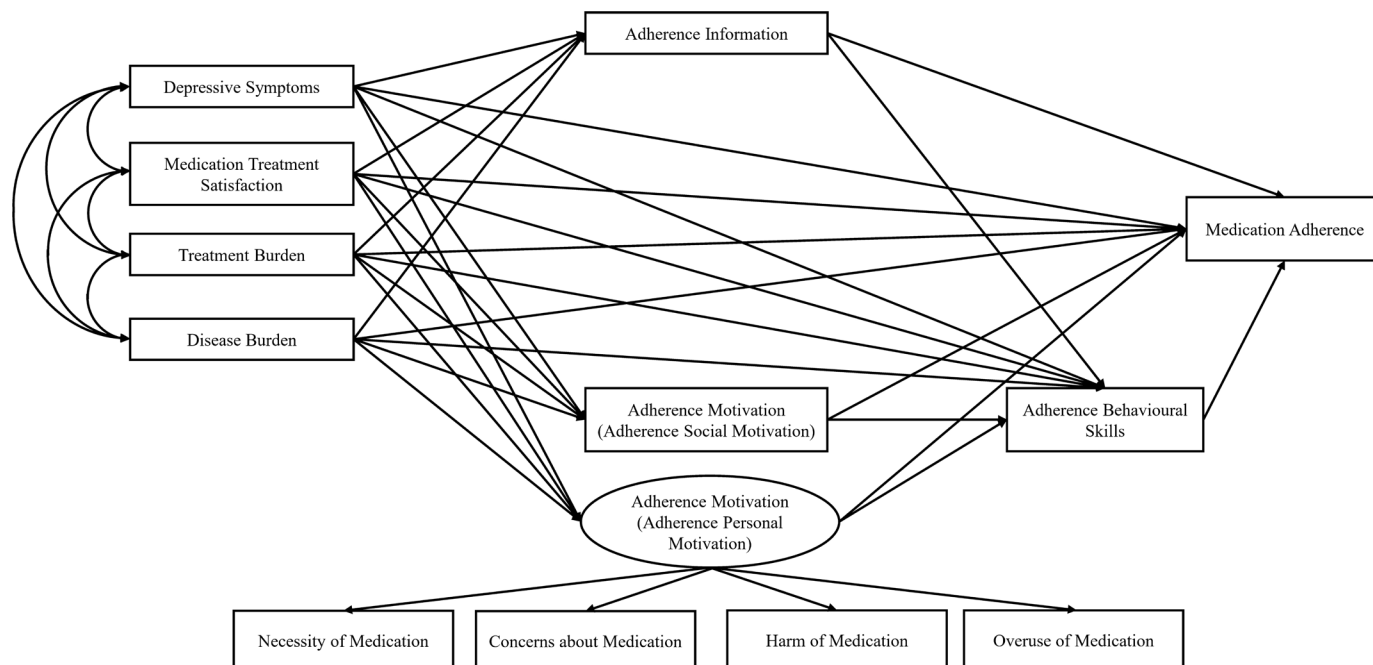 Adherence Information
Depressive Symptoms
Medication Treatment
Satisfaction
Medication Adherence
Treatment Burden
Disease Burden
Adherence Motivation
(Adherence Social Motivation)
Adherence Behavioural
Skills
Adherence Motivation
(Adherence Personal
Motivation)
Necessity of Medication
Concerns about Medication
Harm of Medication
Overuse of Medication